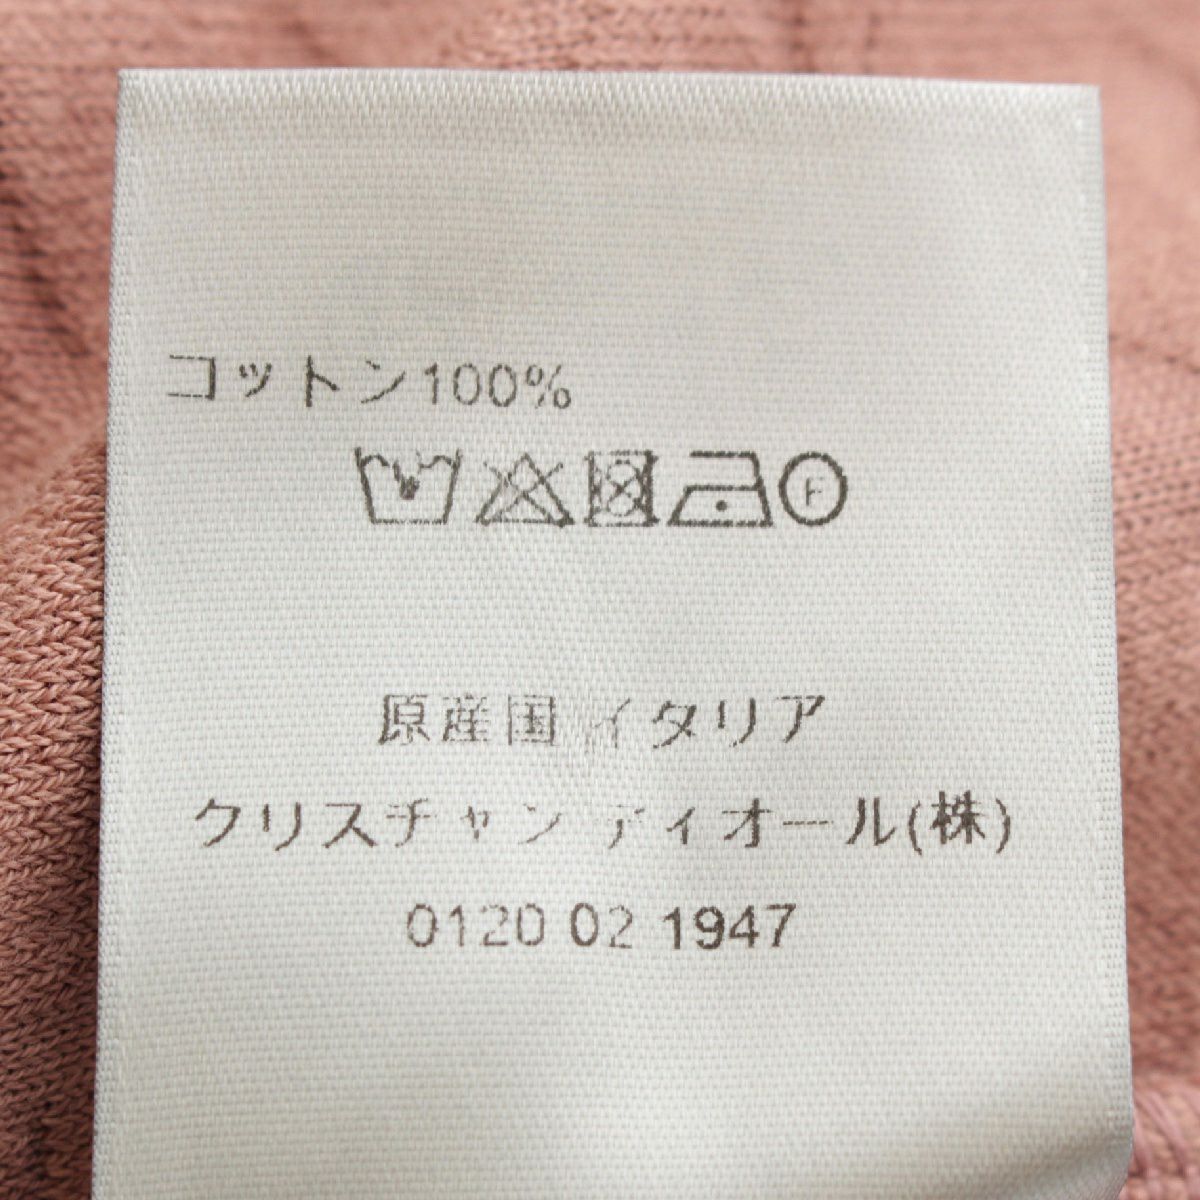 コットン100%
F
原産国 イタリア
クリスチャン ディオール(株)
0120 02 1947